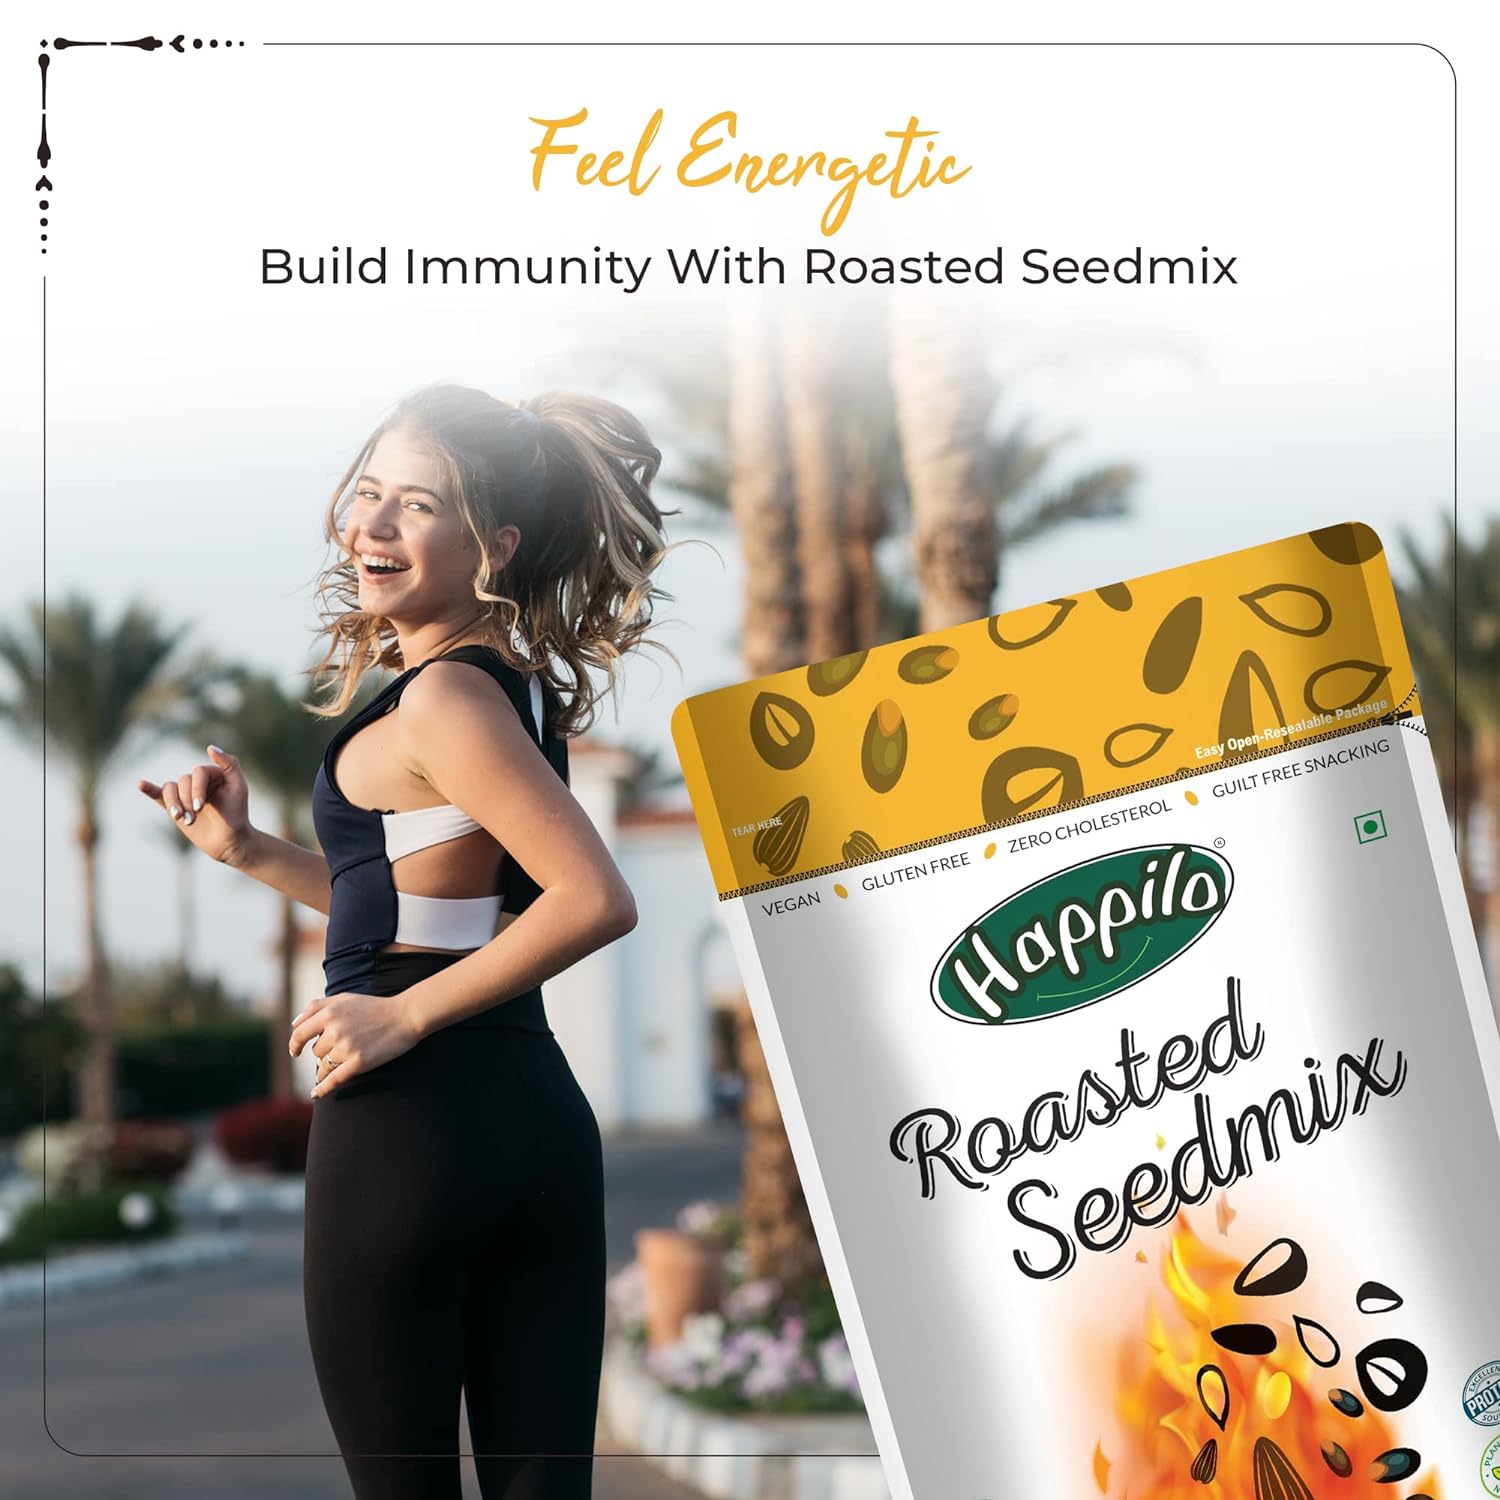 Feel Energetic
Build Immunity With Roasted Seedmix
Easy Open-Resealable Package
TEAR HERE
VEGAN GLUTEN FREE ZERO CHOLESTEROL GUILT FREE SNACKING
Happilo®
Roasted
Seedmix